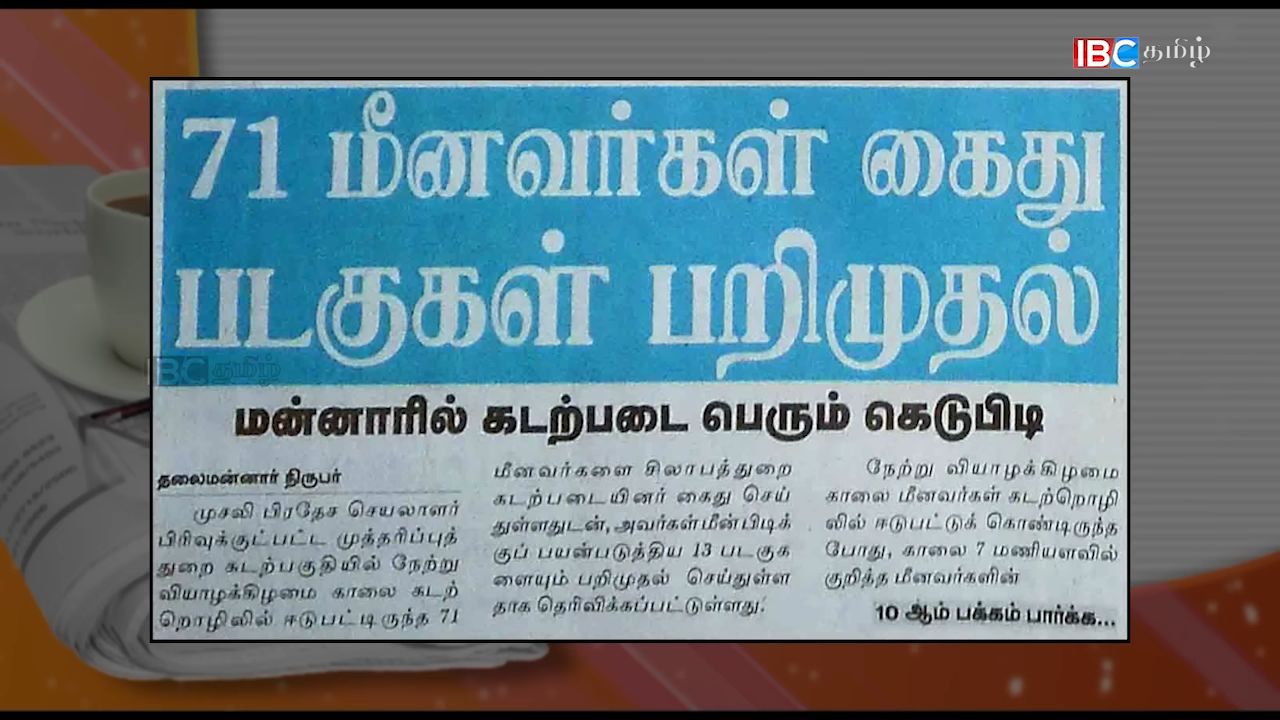 IBC தமிழ்
71 மீனவர்கள் கைது
படகுகள் பறிமுதல்
IBC தமிழ்
மன்னாரில் கடற்படை பெரும் கெடுபிடி
தலைமன்னார் நிருபர்
முசலி பிரதேச செயலாளர்
பிரிவுக்குட்பட்ட முத்தரிப்புத்
துறை கடற்பகுதியில் நேற்று
வியாழக்கிழமை காலை கடற்
றொழிலில் ஈடுபட்டிருந்த 71
மீனவர்களை சிலாபத்துறை
கடற்படையினர் கைது செய்
துள்ளதுடன், அவர்கள் மீன்பிடிக்
குப் பயன்படுத்திய 13 படகுக
ளையும் பறிமுதல் செய்துள்ள
தாக தெரிவிக்கப்பட்டுள்ளது.
நேற்று வியாழக்கிழமை
காலை மீனவர்கள் கடற்றொழி
லில் ஈடுபட்டுக் கொண்டிருந்த
போது, காலை 7 மணியளவில்
குறித்த மீனவர்களின்
10 ஆம் பக்கம் பார்க்க...